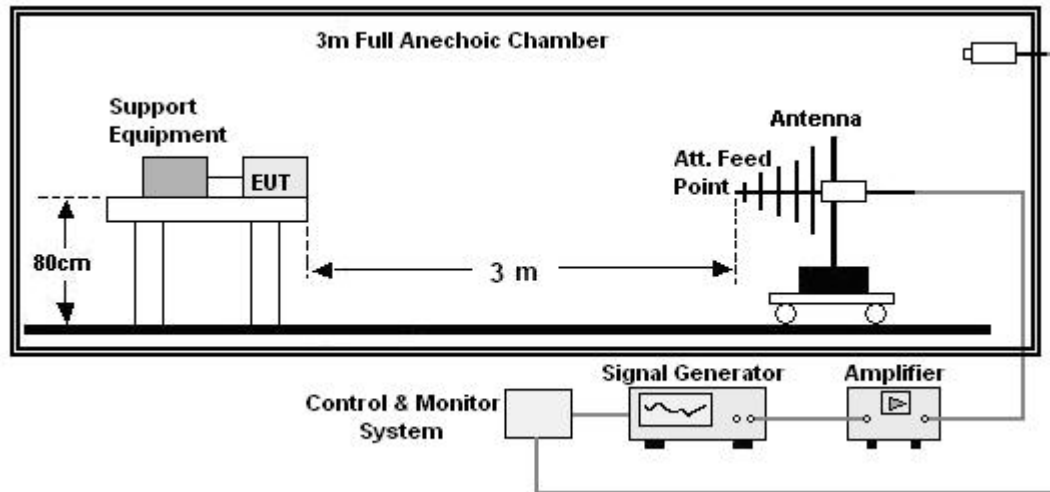 3m Full Anechoic Chamber
Support
Equipment
EUT
Antenna
Att. Feed
Point
80cm
3 m
Signal Generator
Amplifier
Control & Monitor
System